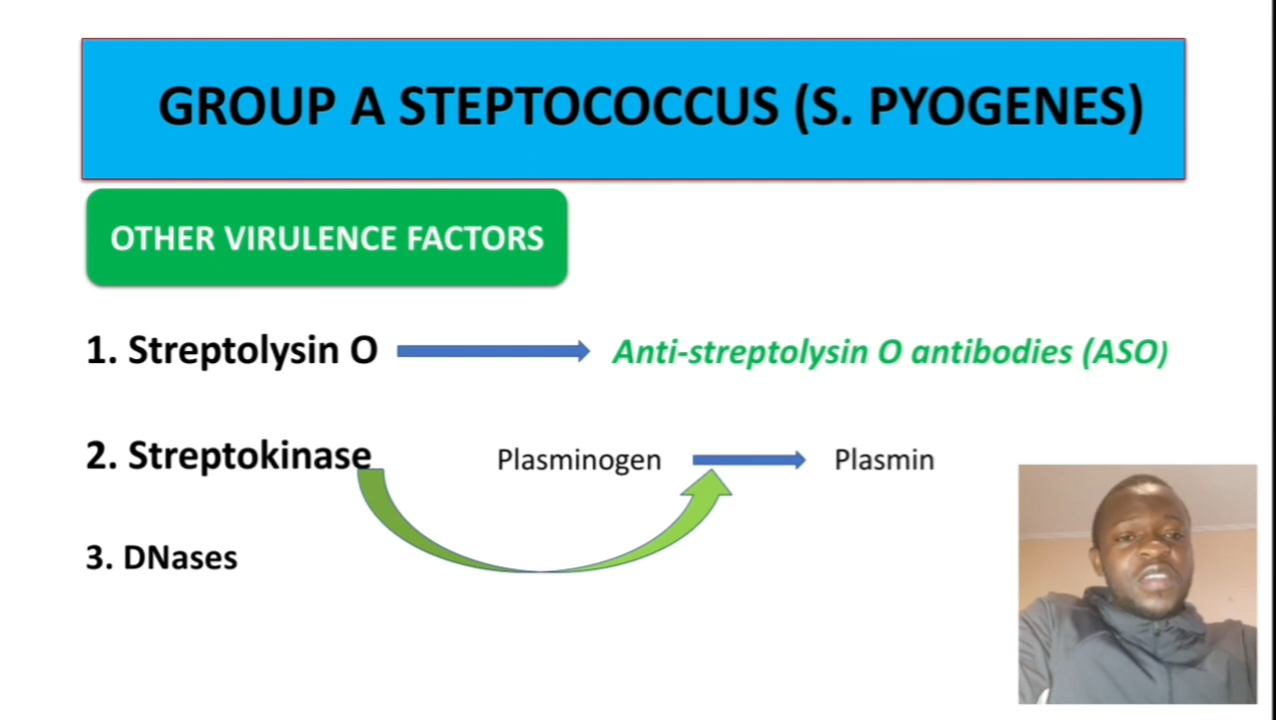 GROUP A STEPTOCOCCUS (S. PYOGENES)
OTHER VIRULENCE FACTORS
1. Streptolysin O Anti-streptolysin O antibodies (ASO)
2. Streptokinase Plasminogen Plasmin
3. DNases